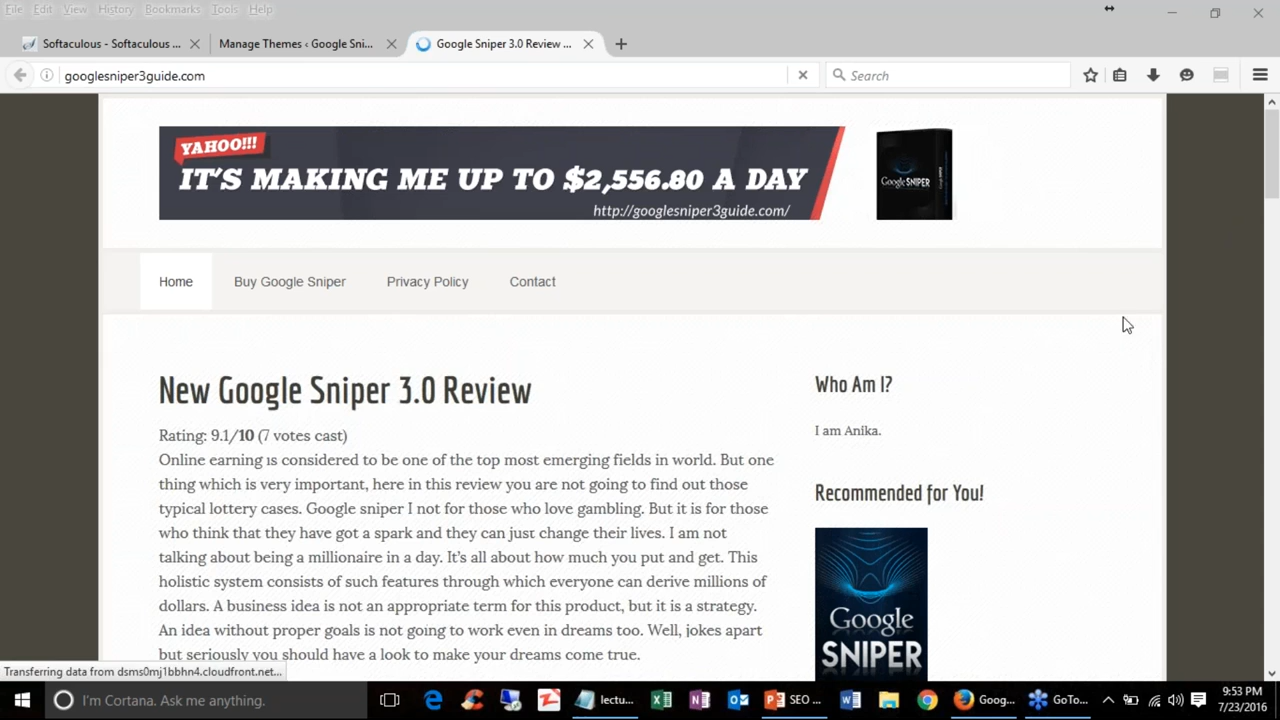 File Edit View History Bookmarks Tools Help
Softaculous - Softaculous ... Manage Themes ‹ Google Sni... Google Sniper 3.0 Review ...
googlesniper3guide.com Search
YAHOO!!!
IT'S MAKING ME UP TO $2,556.80 A DAY
http://googlesniper3guide.com/
Google SNIPER
Home Buy Google Sniper Privacy Policy Contact
New Google Sniper 3.0 Review
Rating: 9.1/10 (7 votes cast)
Online earning is considered to be one of the top most emerging fields in world. But one
thing which is very important, here in this review you are not going to find out those
typical lottery cases. Google sniper I not for those who love gambling. But it is for those
who think that they have got a spark and they can just change their lives. I am not
talking about being a millionaire in a day. It's all about how much you put and get. This
holistic system consists of such features through which everyone can derive millions of
dollars. A business idea is not an appropriate term for this product, but it is a strategy.
An idea without proper goals is not going to work even in dreams too. Well, jokes apart
but seriously you should have a look to make your dreams come true.
Who Am I?
I am Anika.
Recommended for You!
Google
SNIPER
Transferring data from dsms0mj1bbhn4.cloudfront.net...
I'm Cortana. Ask me anything.
lectu...
SEO ...
Goog...
GoTo...
9:53 PM
7/23/2016